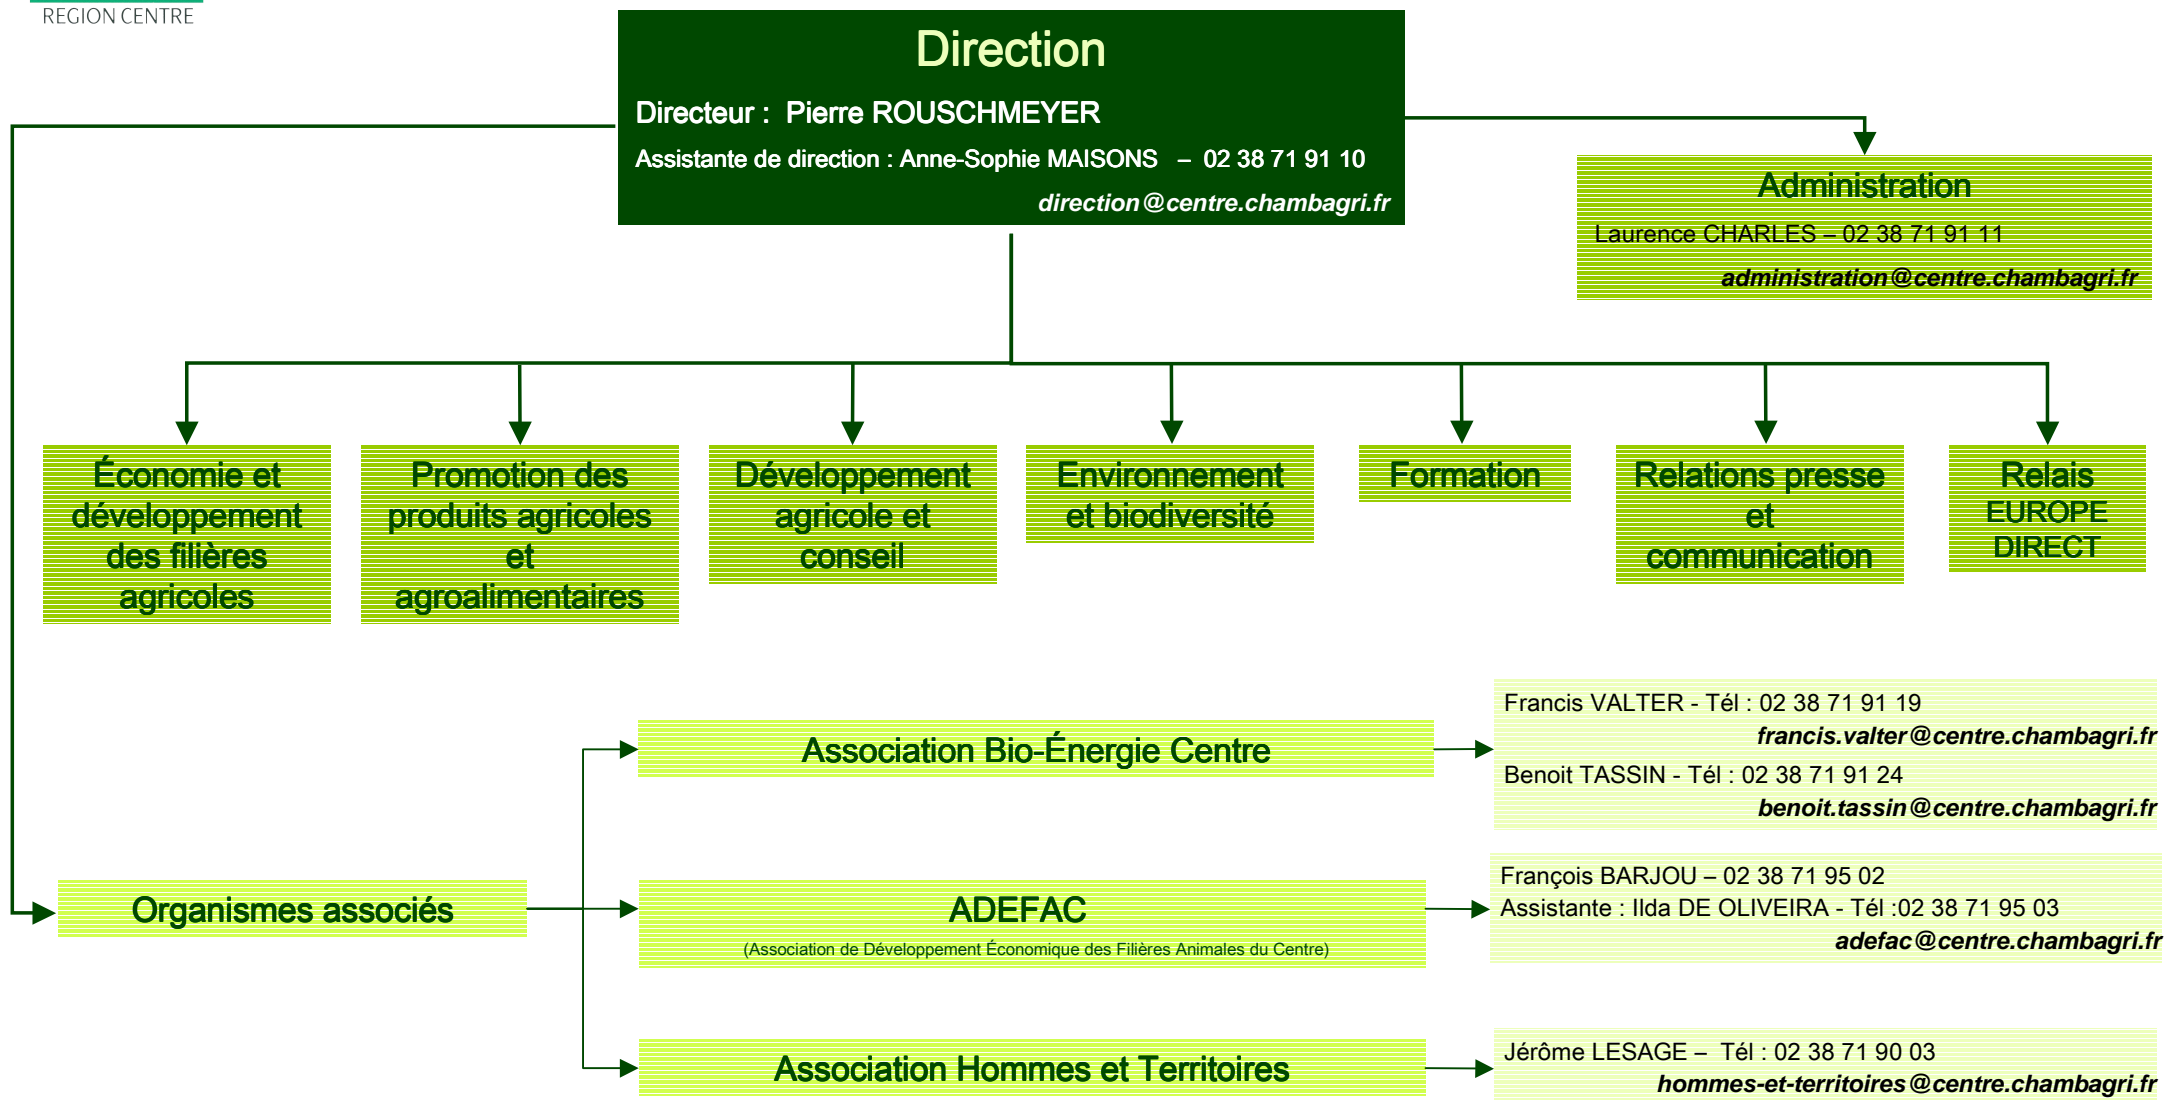 REGION CENTRE
Direction
Directeur : Pierre ROUSCHMEYER
Assistante de direction : Anne-Sophie MAISONS – 02 38 71 91 10
direction@centre.chambagri.fr
Administration
Laurence CHARLES – 02 38 71 91 11
administration@centre.chambagri.fr
Économie et
développement
des filières
agricoles
Promotion des
produits agricoles
et
agroalimentaires
Développement
agricole et
conseil
Environnement
et biodiversité
Formation
Relations presse
et
communication
Relais
EUROPE
DIRECT
Organismes associés
Association Bio-Énergie Centre
Francis VALTER - Tél : 02 38 71 91 19
francis.valter@centre.chambagri.fr
Benoit TASSIN - Tél : 02 38 71 91 24
benoit.tassin@centre.chambagri.fr
ADEFAC
(Association de Développement Économique des Filières Animales du Centre)
François BARJOU – 02 38 71 95 02
Assistante : Ilda DE OLIVEIRA - Tél :02 38 71 95 03
adefac@centre.chambagri.fr
Association Hommes et Territoires
Jérôme LESAGE – Tél : 02 38 71 90 03
hommes-et-territoires@centre.chambagri.fr